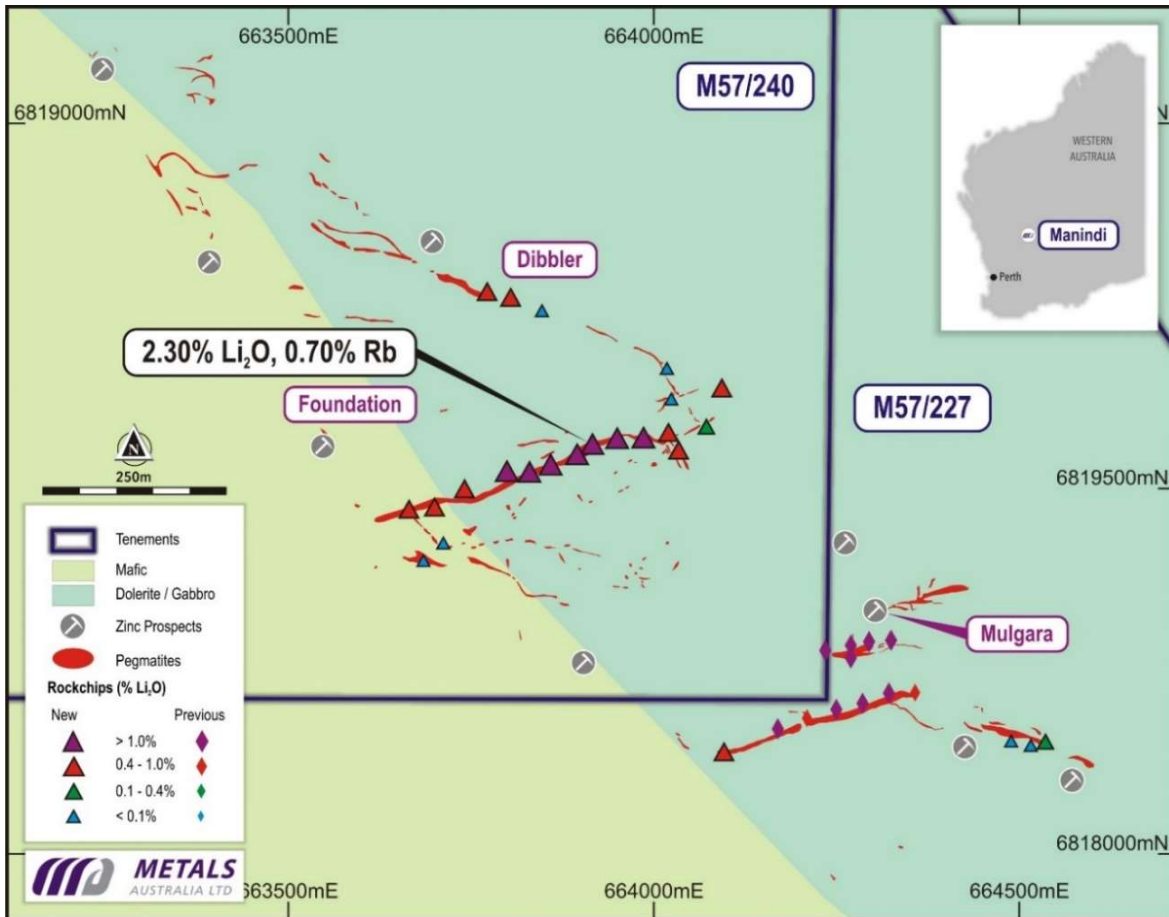 663500mE
664000mE
M57/240
6819000mN
WESTERN
AUSTRALIA
Manindi
Perth
Dibbler
2.30% Li₂O, 0.70% Rb
Foundation
M57/227
N
250m
6819500mN
Tenements
Mafic
Dolerite / Gabbro
Zinc Prospects
Pegmatites
Mulgara
Rockchips (% Li₂O)
New Previous
> 1.0%
0.4 - 1.0%
0.1 - 0.4%
< 0.1%
6818000mN
METALS
AUSTRALIA LTD
663500mE
664000mE
664500mE